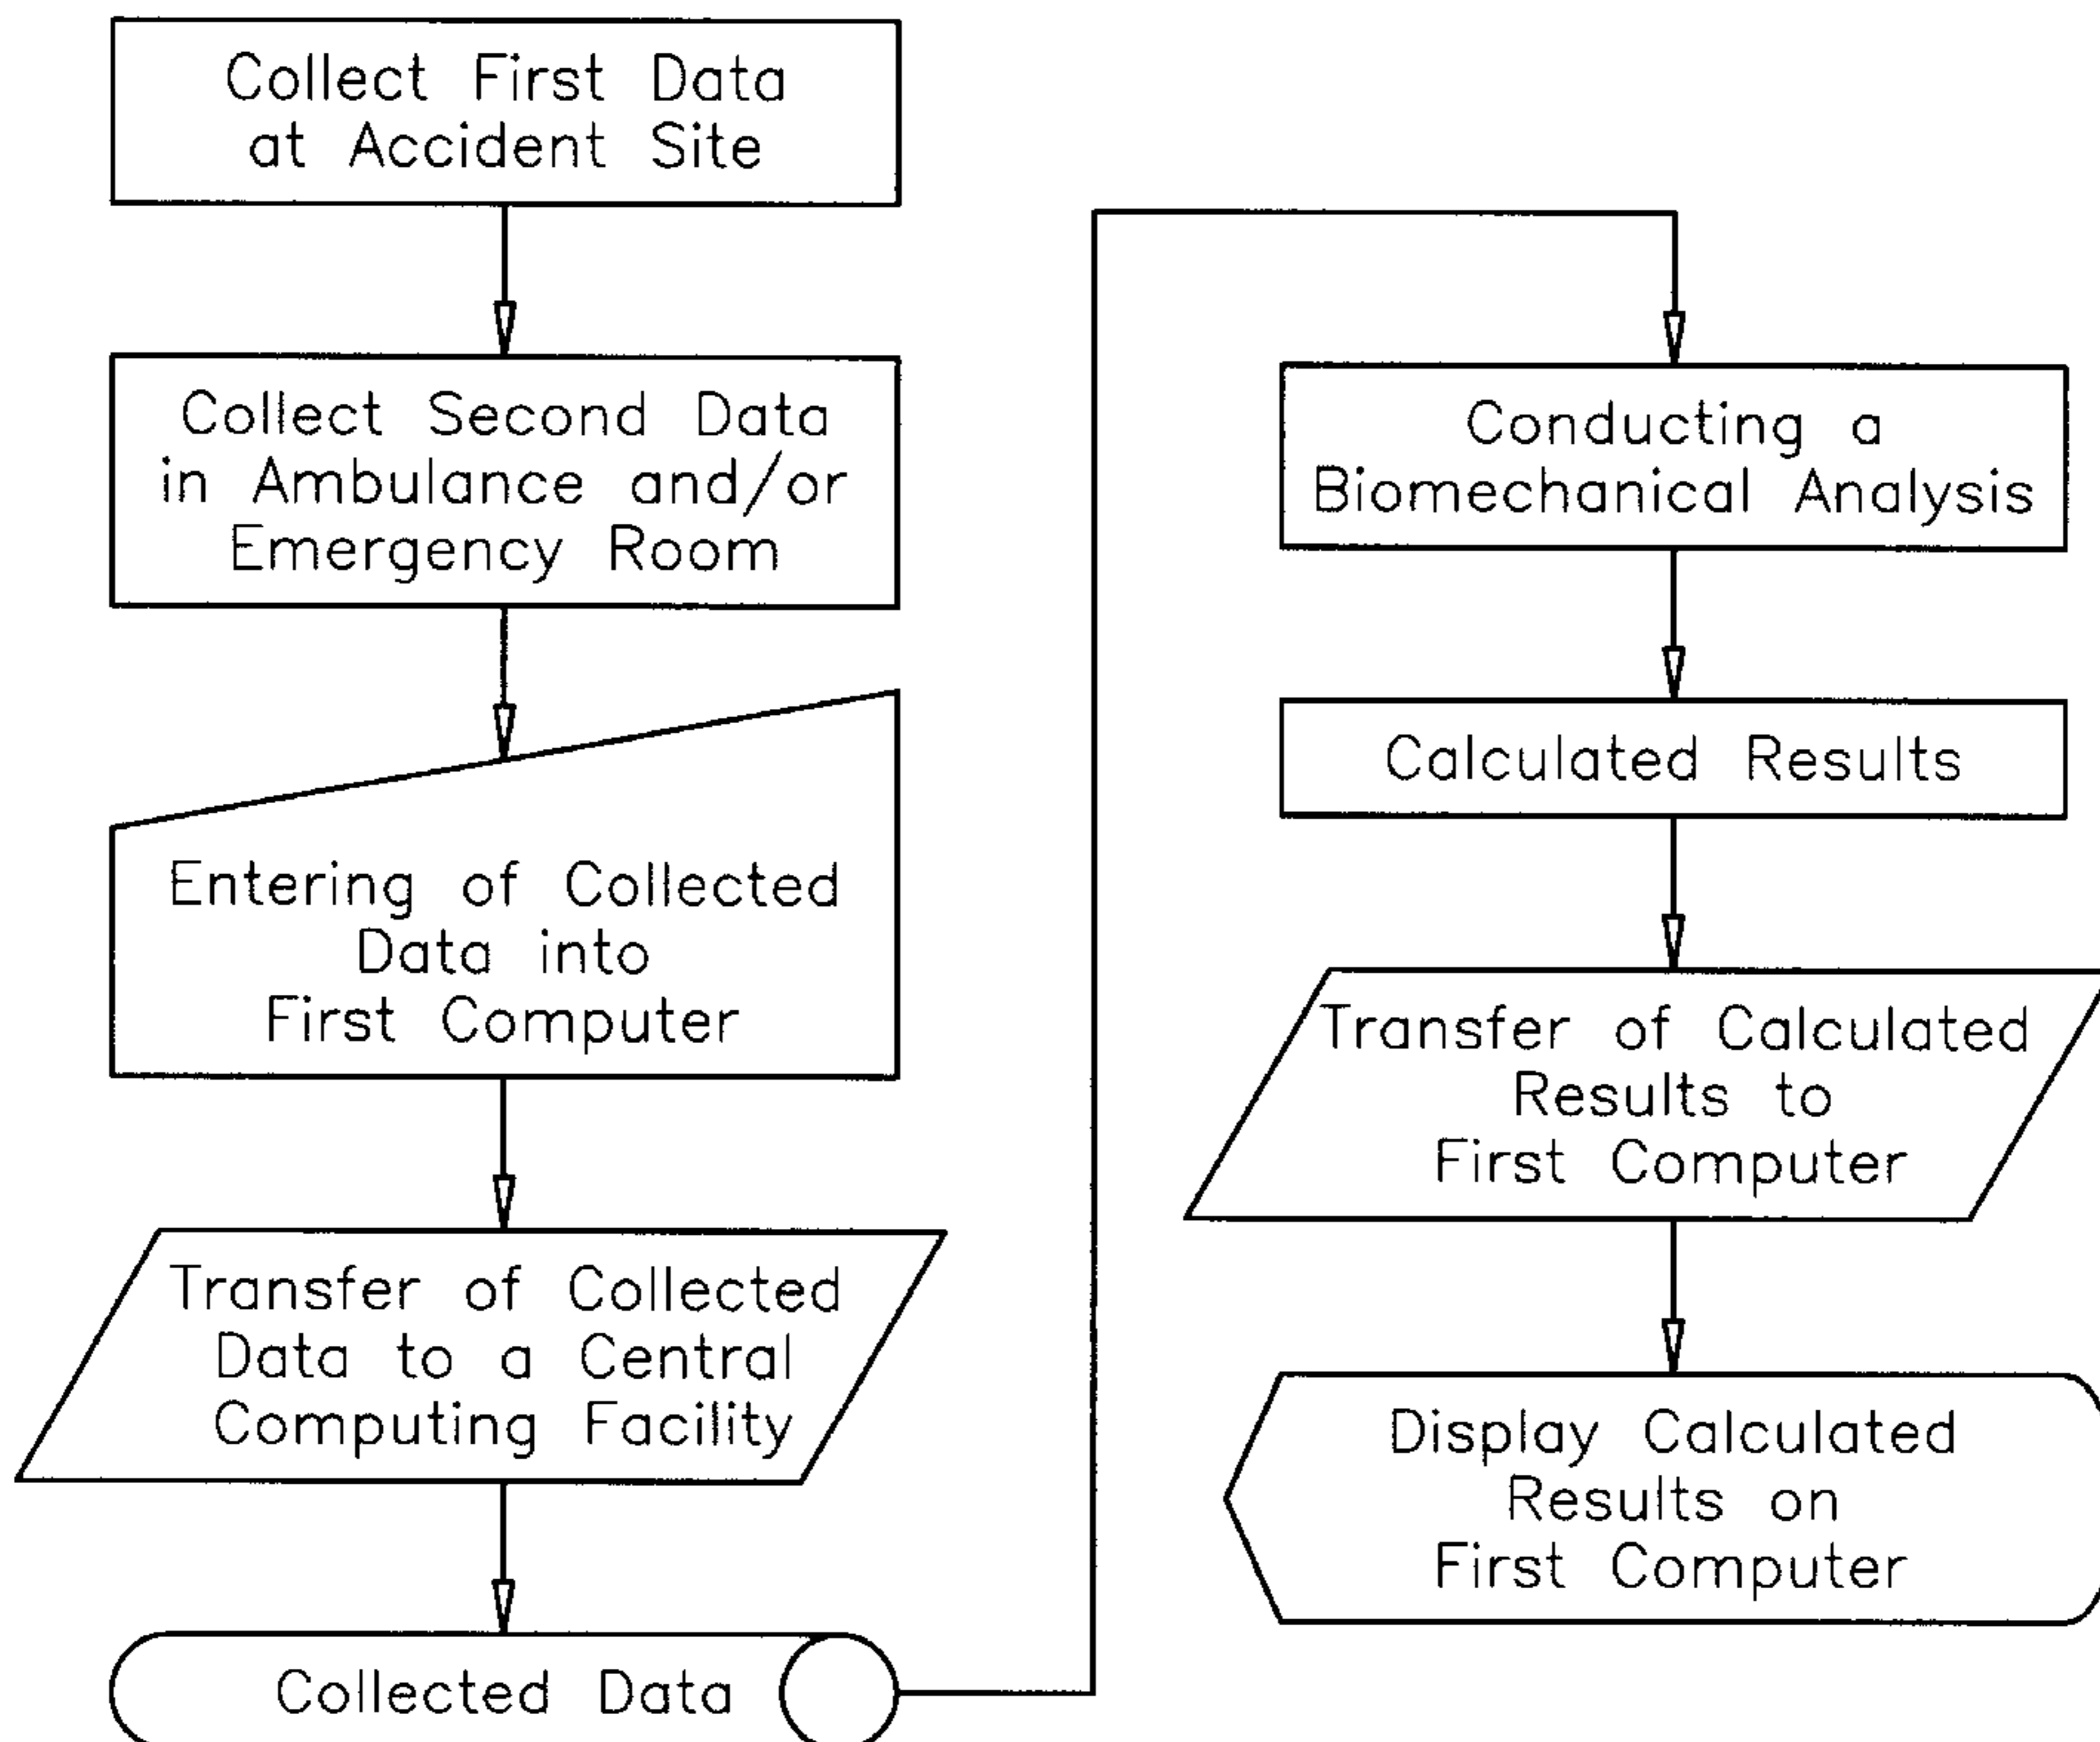 Collect First Data
at Accident Site
Collect Second Data
in Ambulance and/or
Emergency Room
Entering of Collected
Data into
First Computer
Transfer of Collected
Data to a Central
Computing Facility
Collected Data
Conducting a
Biomechanical Analysis
Calculated Results
Transfer of Calculated
Results to
First Computer
Display Calculated
Results on
First Computer